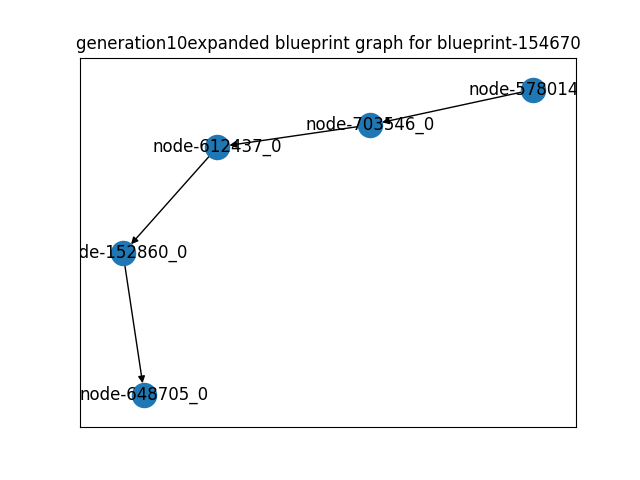 generation10expanded blueprint graph for blueprint-154670
node-578014
node-703546_0
node-612437_0
de-152860_0
node-648705_0